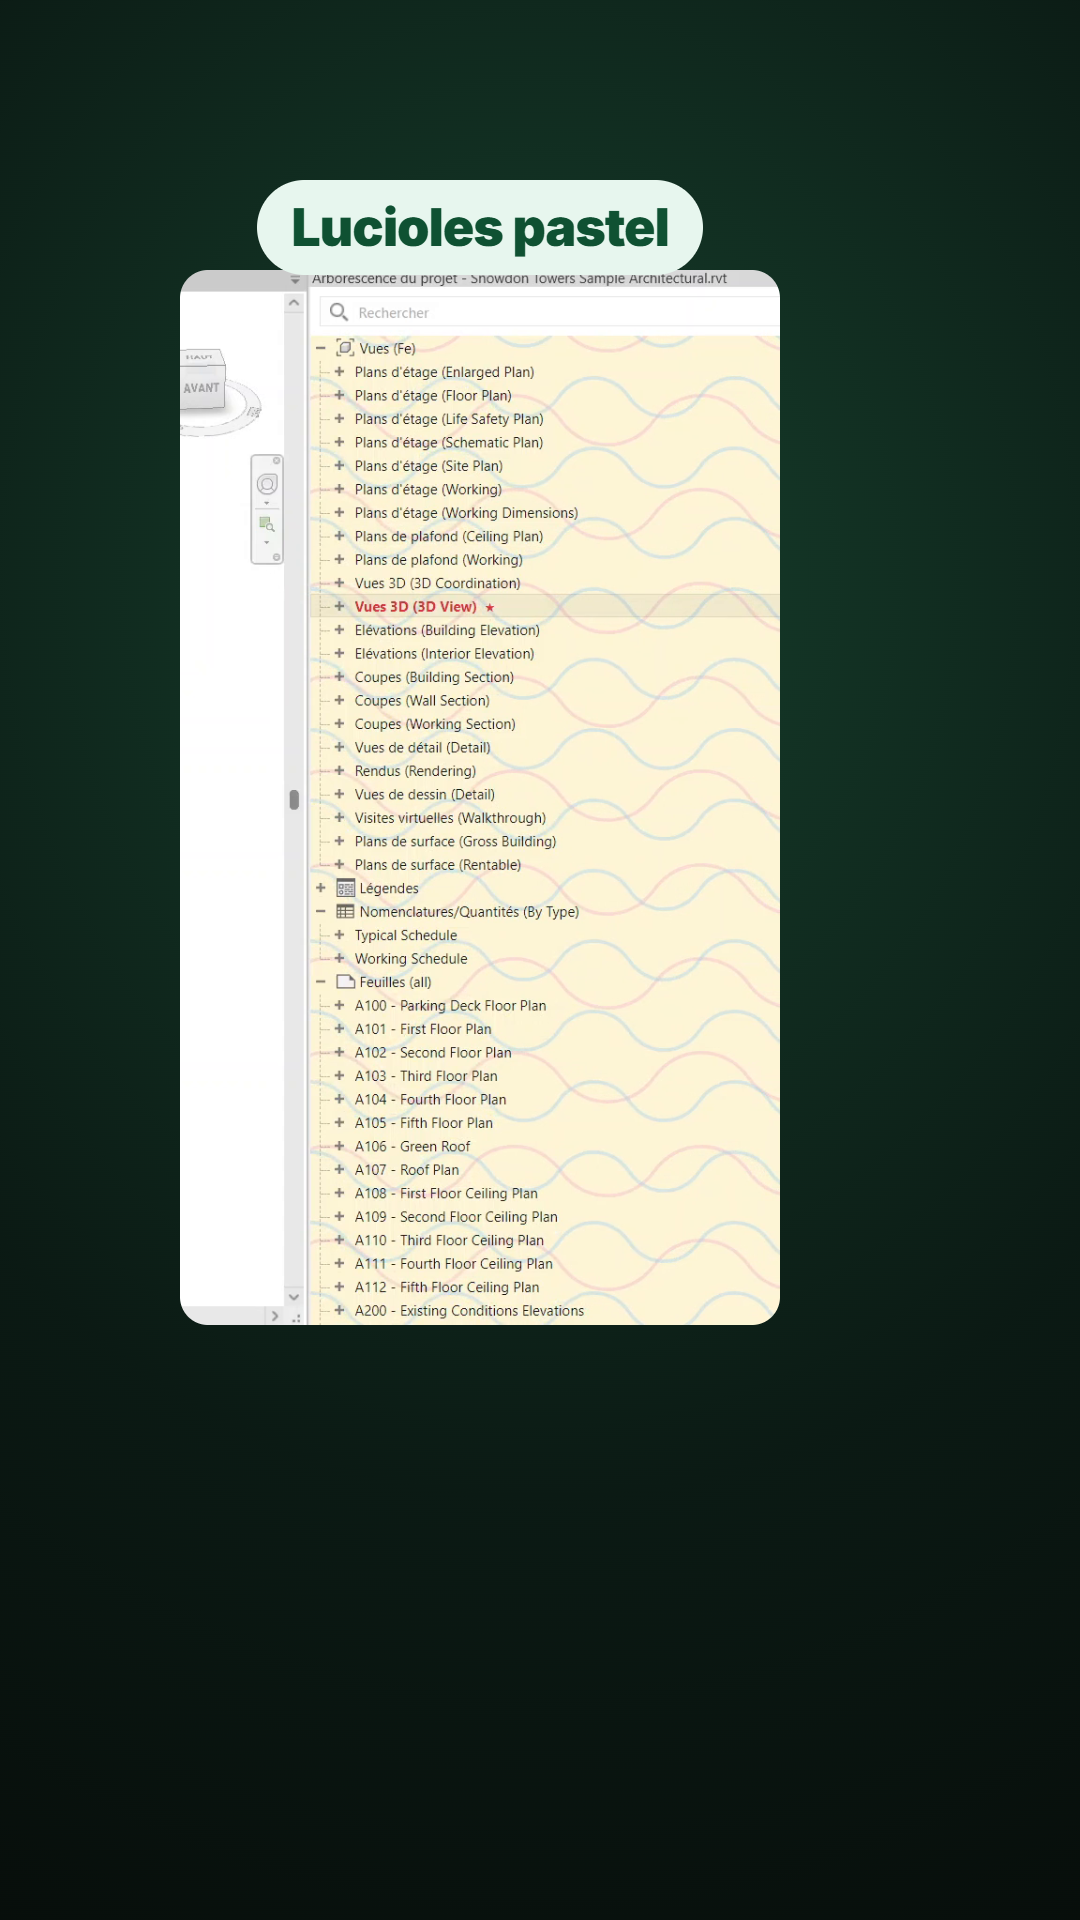 Lucioles pastel
Arborescence du projet - Snowdon Towers Sample Architectural.rvt
Rechercher
HAUT
AVANT
Vues (Fe)
Plans d'étage (Enlarged Plan)
Plans d'étage (Floor Plan)
Plans d'étage (Life Safety Plan)
Plans d'étage (Schematic Plan)
Plans d'étage (Site Plan)
Plans d'étage (Working)
Plans d'étage (Working Dimensions)
Plans de plafond (Ceiling Plan)
Plans de plafond (Working)
Vues 3D (3D Coordination)
Vues 3D (3D View) ★
Elévations (Building Elevation)
Elévations (Interior Elevation)
Coupes (Building Section)
Coupes (Wall Section)
Coupes (Working Section)
Vues de détail (Detail)
Rendus (Rendering)
Vues de dessin (Detail)
Visites virtuelles (Walkthrough)
Plans de surface (Gross Building)
Plans de surface (Rentable)
Légendes
Nomenclatures/Quantités (By Type)
Typical Schedule
Working Schedule
Feuilles (all)
A100 - Parking Deck Floor Plan
A101 - First Floor Plan
A102 - Second Floor Plan
A103 - Third Floor Plan
A104 - Fourth Floor Plan
A105 - Fifth Floor Plan
A106 - Green Roof
A107 - Roof Plan
A108 - First Floor Ceiling Plan
A109 - Second Floor Ceiling Plan
A110 - Third Floor Ceiling Plan
A111 - Fourth Floor Ceiling Plan
A112 - Fifth Floor Ceiling Plan
A200 - Existing Conditions Elevations